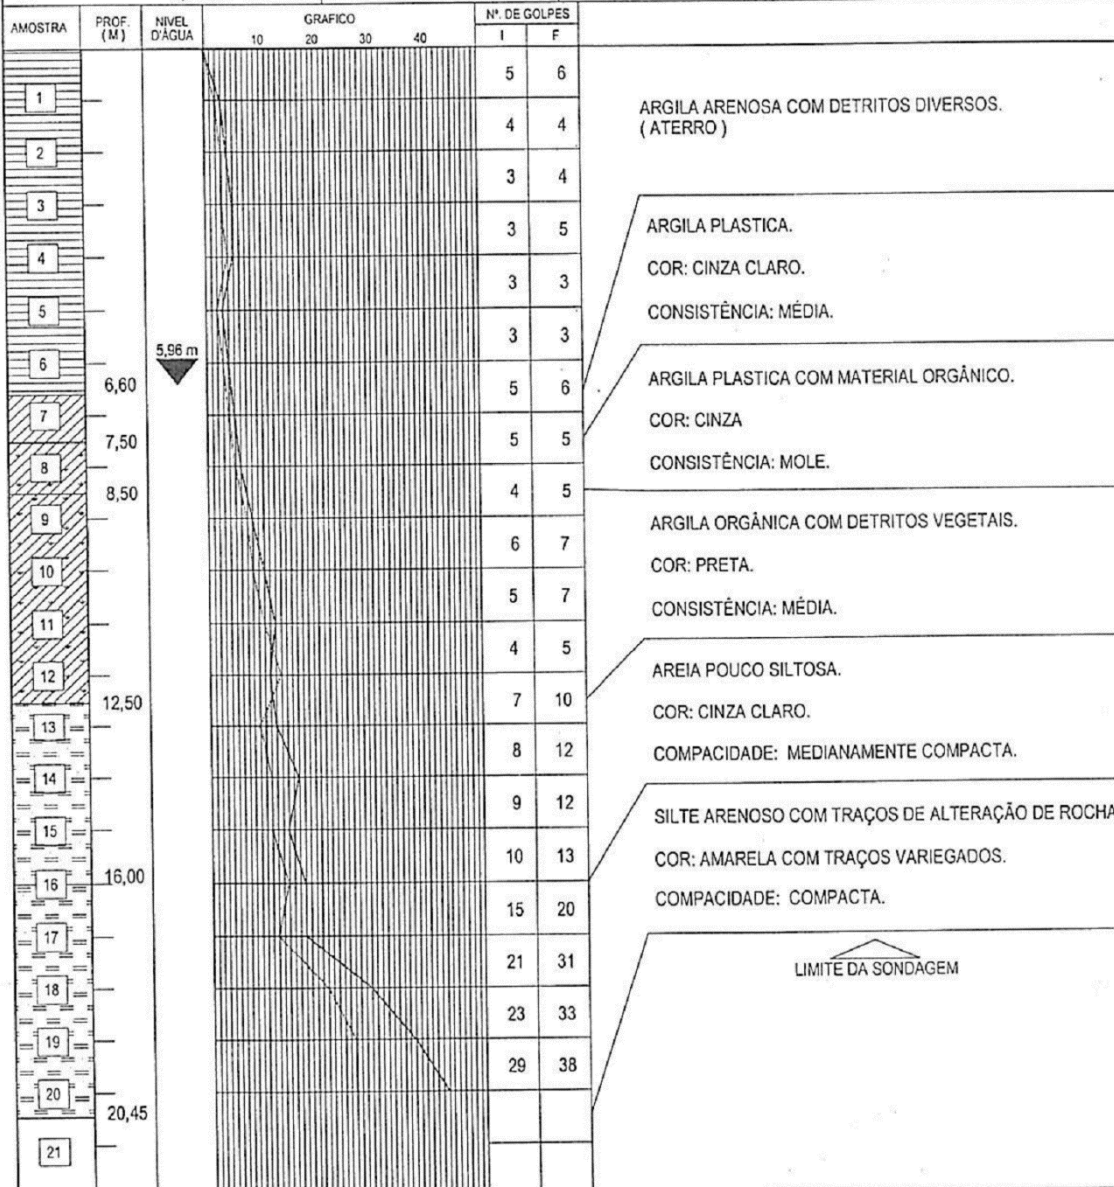 AMOSTRA PROF. (M) NIVEL D'ÁGUA GRAFICO Nº. DE GOLPES
10 20 30 40 I F
5 6
1
ARGILA ARENOSA COM DETRITOS DIVERSOS.
4 4
( ATERRO )
2
3 4
3
3 5
ARGILA PLASTICA.
4
COR: CINZA CLARO.
3 3
5
CONSISTÊNCIA: MÉDIA.
3 3
5,96 m
6
6,60
5 6
ARGILA PLASTICA COM MATERIAL ORGÂNICO.
7
COR: CINZA
7,50
5 5
8
CONSISTÊNCIA: MOLE.
8,50
4 5
9
ARGILA ORGÂNICA COM DETRITOS VEGETAIS.
6 7
10
COR: PRETA.
5 7
11
CONSISTÊNCIA: MÉDIA.
4 5
12
AREIA POUCO SILTOSA.
12,50
7 10
13
COR: CINZA CLARO.
8 12
COMPACIDADE: MEDIANAMENTE COMPACTA.
14
9 12
15
SILTE ARENOSO COM TRAÇOS DE ALTERAÇÃO DE ROCHA
10 13
COR: AMARELA COM TRAÇOS VARIEGADOS.
16
16,00
15 20
COMPACIDADE: COMPACTA.
17
21 31
LIMITE DA SONDAGEM
18
23 33
19
29 38
20
20,45
21